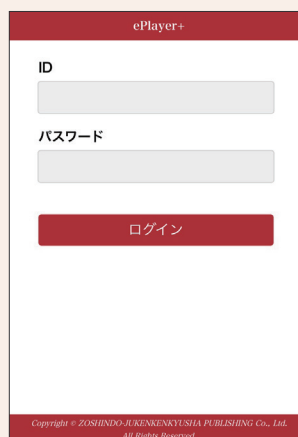 ePlayer+
ID
パスワード
ログイン
Copyright © ZOSHINDO-JUKENKENKYUSHA PUBLISHING Co., Ltd.
All Rights Reserved.